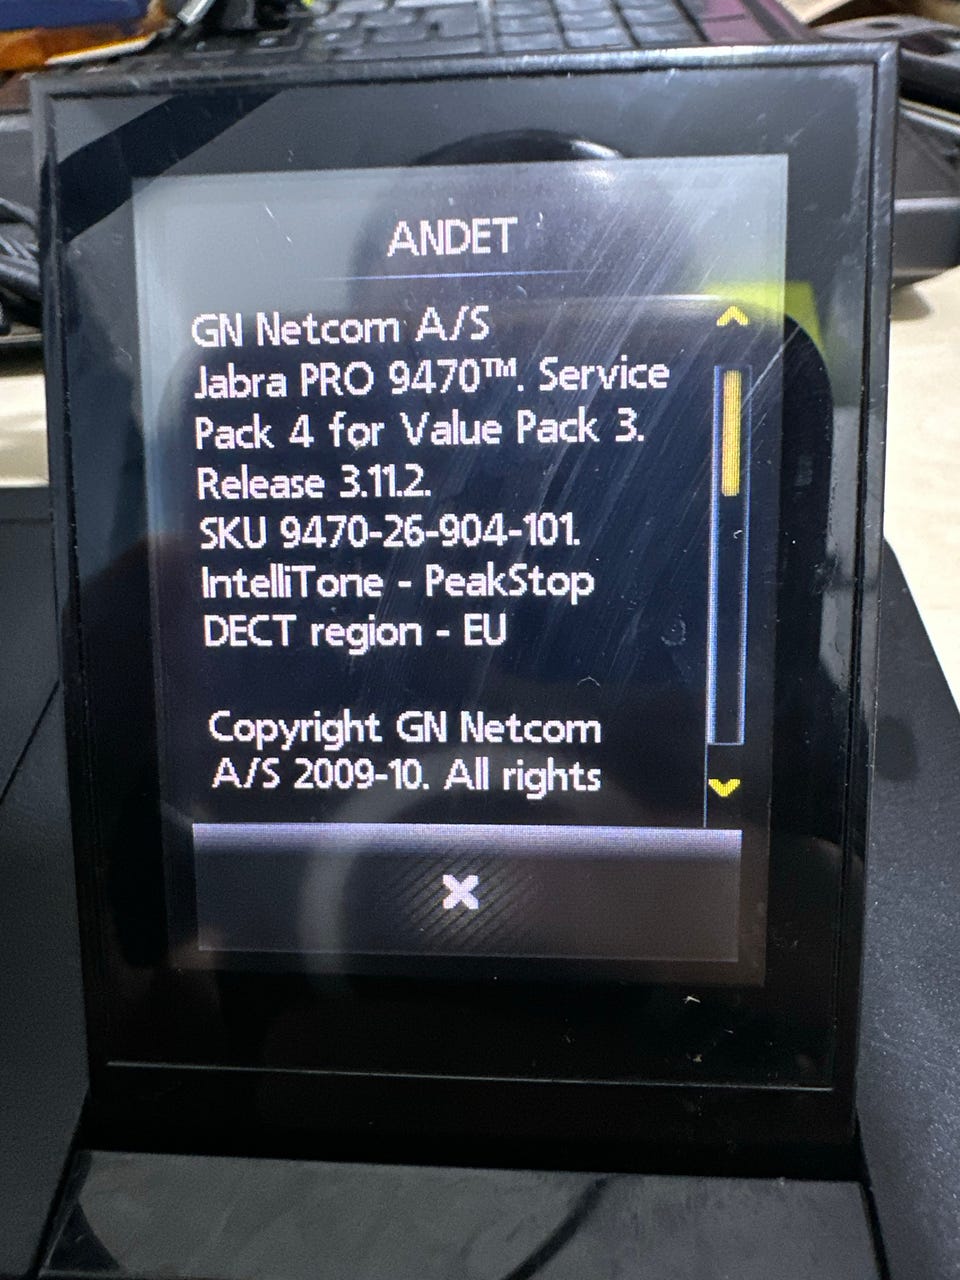 ANDET
GN Netcom A/S
Jabra PRO 9470™. Service
Pack 4 for Value Pack 3.
Release 3.11.2.
SKU 9470-26-904-101.
IntelliTone - PeakStop
DECT region - EU
Copyright GN Netcom
A/S 2009-10. All rights